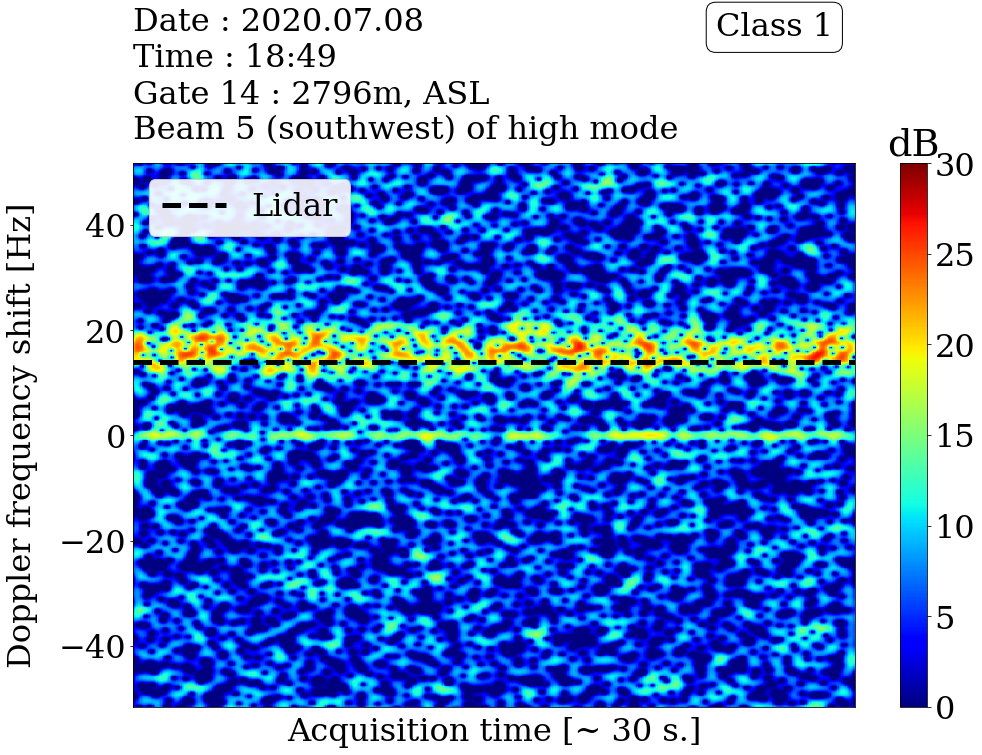 Date : 2020.07.08
Time : 18:49
Gate 14 : 2796m, ASL
Beam 5 (southwest) of high mode
Class 1
dB
Lidar
Doppler frequency shift [Hz]
40
20
0
−20
−40
30
25
20
15
10
5
0
Acquisition time [~ 30 s.]